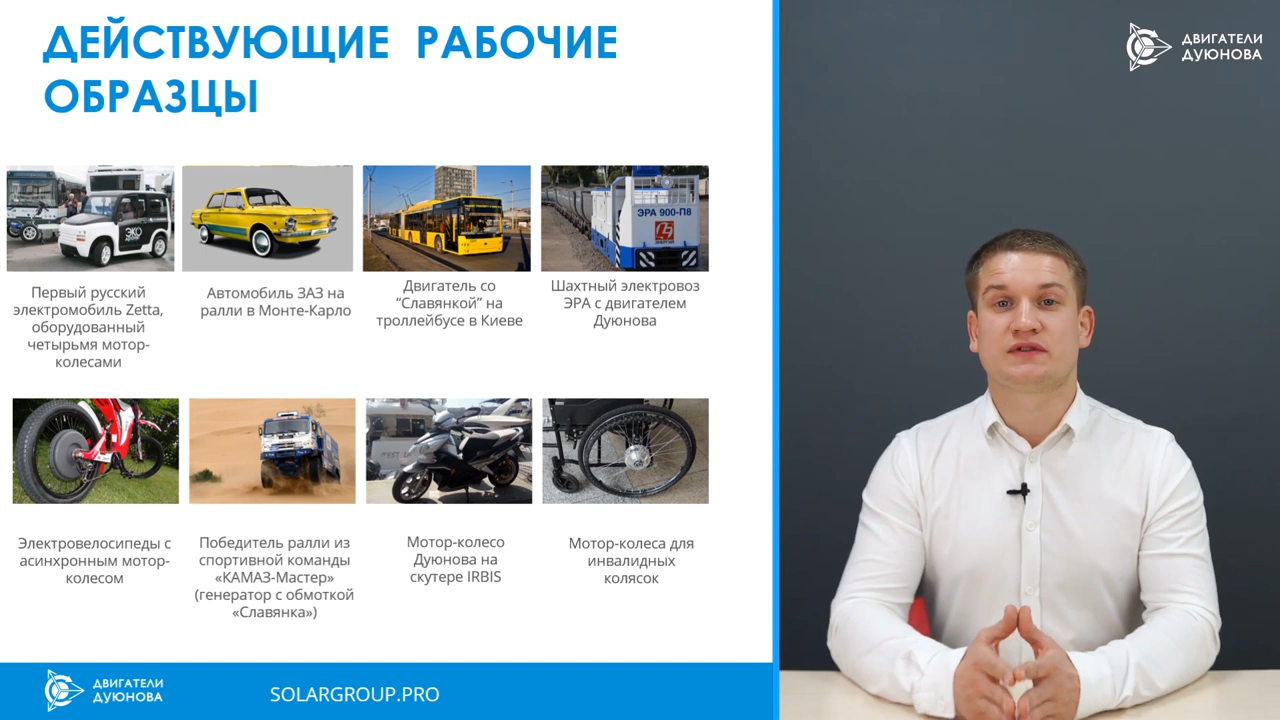 ДЕЙСТВУЮЩИЕ РАБОЧИЕ
ОБРАЗЦЫ
ДВИГАТЕЛИ
ДУЮНОВА
ЭКО
ЭРА 900-П8
Первый русский
электромобиль Zetta,
оборудованный
четырьмя мотор-
колесами
Автомобиль ЗАЗ на
ралли в Монте-Карло
Двигатель со
“Славянкой” на
троллейбусе в Киеве
Шахтный электровоз
ЭРА с двигателем
Дуюнова
Электровелосипеды с
асинхронным мотор-
колесом
Победитель ралли из
спортивной команды
«КАМАЗ-Мастер»
(генератор с обмоткой
«Славянка»)
Мотор-колесо
Дуюнова на
скутере IRBIS
Мотор-колеса для
инвалидных
колясок
ДВИГАТЕЛИ
ДУЮНОВА
SOLARGROUP.PRO